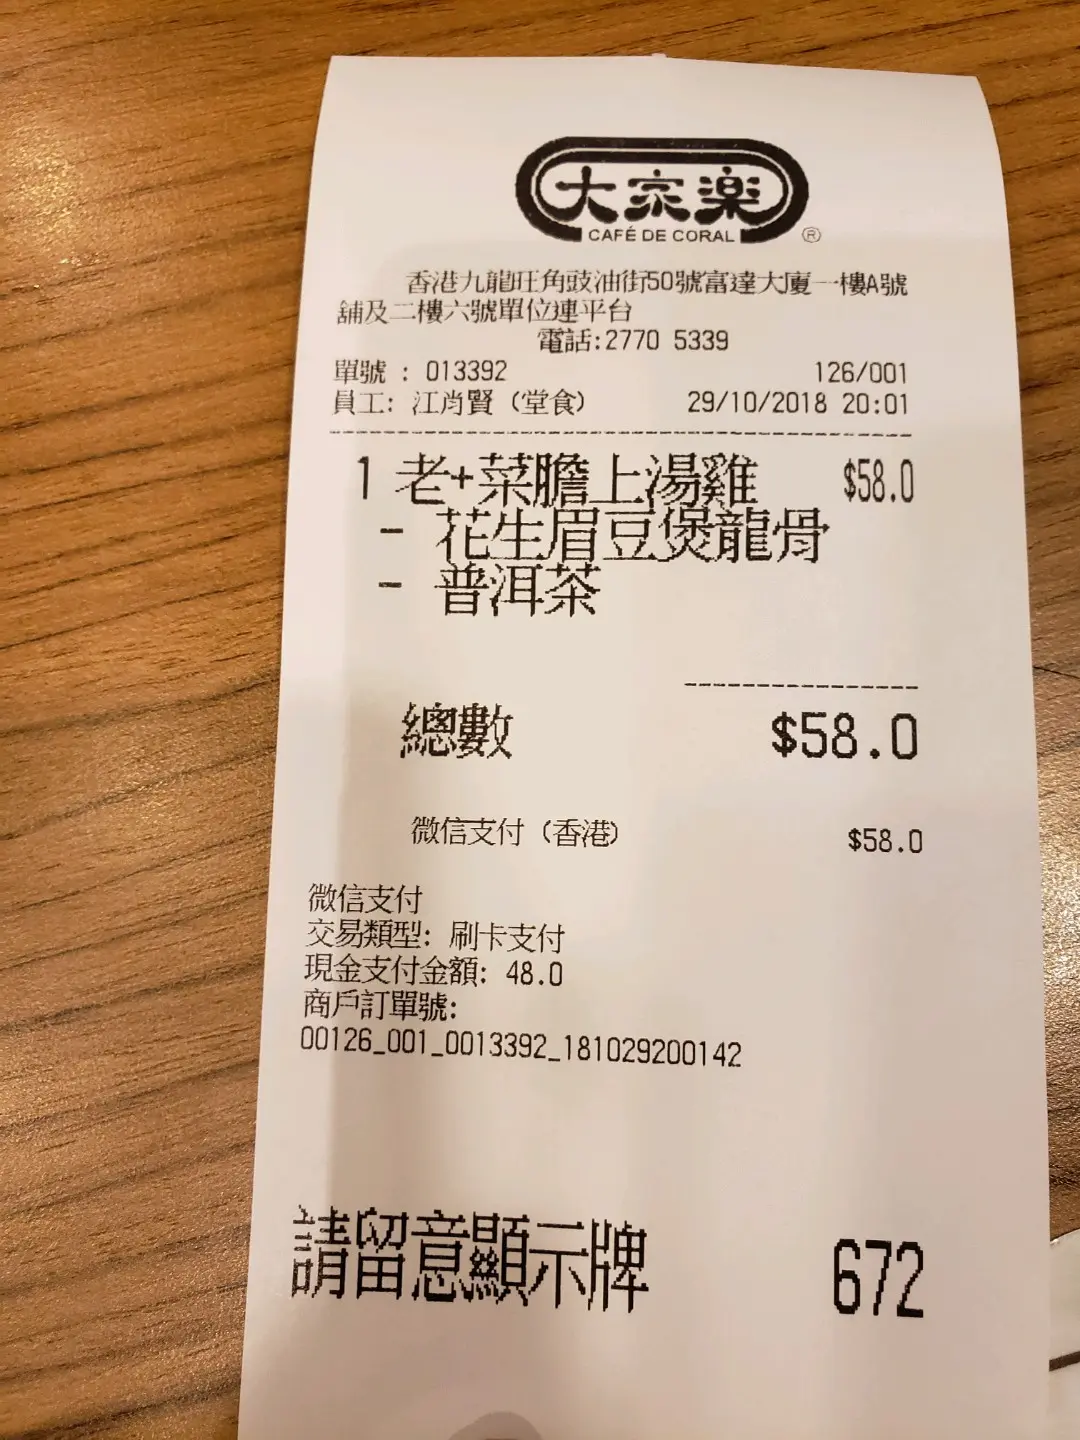 大家樂
CAFÉ DE CORAL ®
香港九龍旺角豉油街50號富達大廈一樓A號
舖及二樓六號單位連平台
電話:2770 5339
單號 : 013392 126/001
員工: 江肖賢 (堂食) 29/10/2018 20:01
1 老+菜膽上湯雞 $58.0
- 花生眉豆煲龍骨
- 普洱茶
總數 $58.0
微信支付 (香港) $58.0
微信支付
交易類型: 刷卡支付
現金支付金額: 48.0
商戶訂單號:
00126_001_0013392_181029200142
請留意顯示牌 672